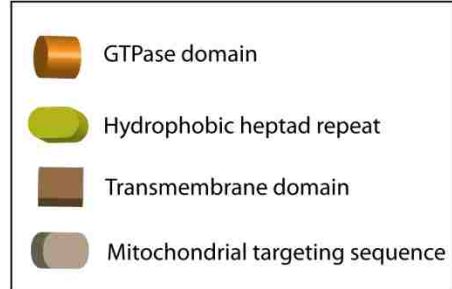 GTPase domain
Hydrophobic heptad repeat
Transmembrane domain
Mitochondrial targeting sequence